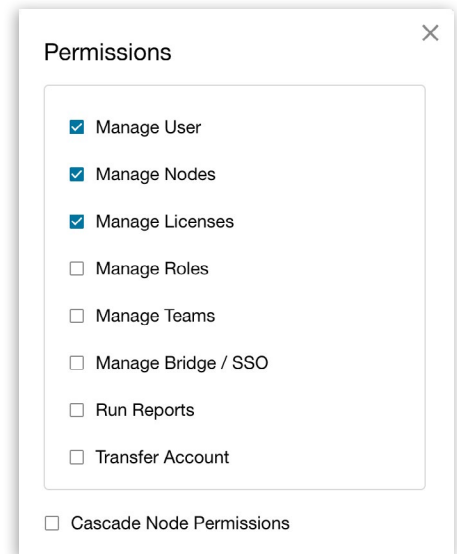 Permissions
Manage User
Manage Nodes
Manage Licenses
Manage Roles
Manage Teams
Manage Bridge / SSO
Run Reports
Transfer Account
Cascade Node Permissions